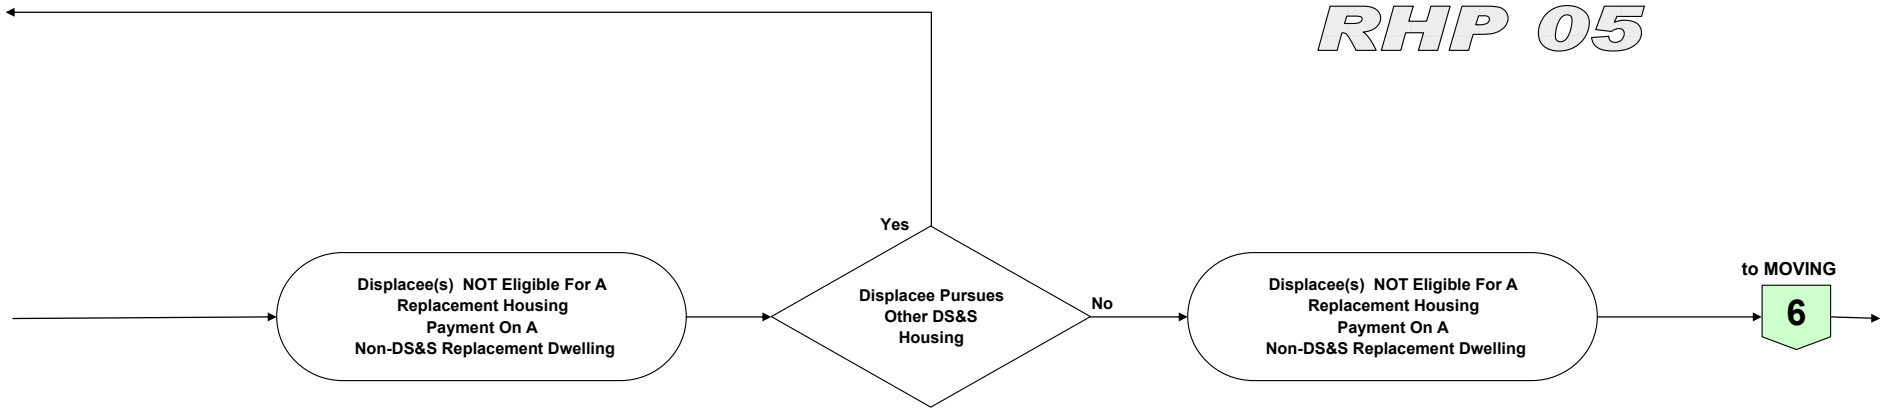 RHP 05
Yes
Displacee(s) NOT Eligible For A
Replacement Housing
Payment On A
Non-DS&S Replacement Dwelling
Displacee Pursues
Other DS&S
Housing
No
Displacee(s) NOT Eligible For A
Replacement Housing
Payment On A
Non-DS&S Replacement Dwelling
to MOVING
6